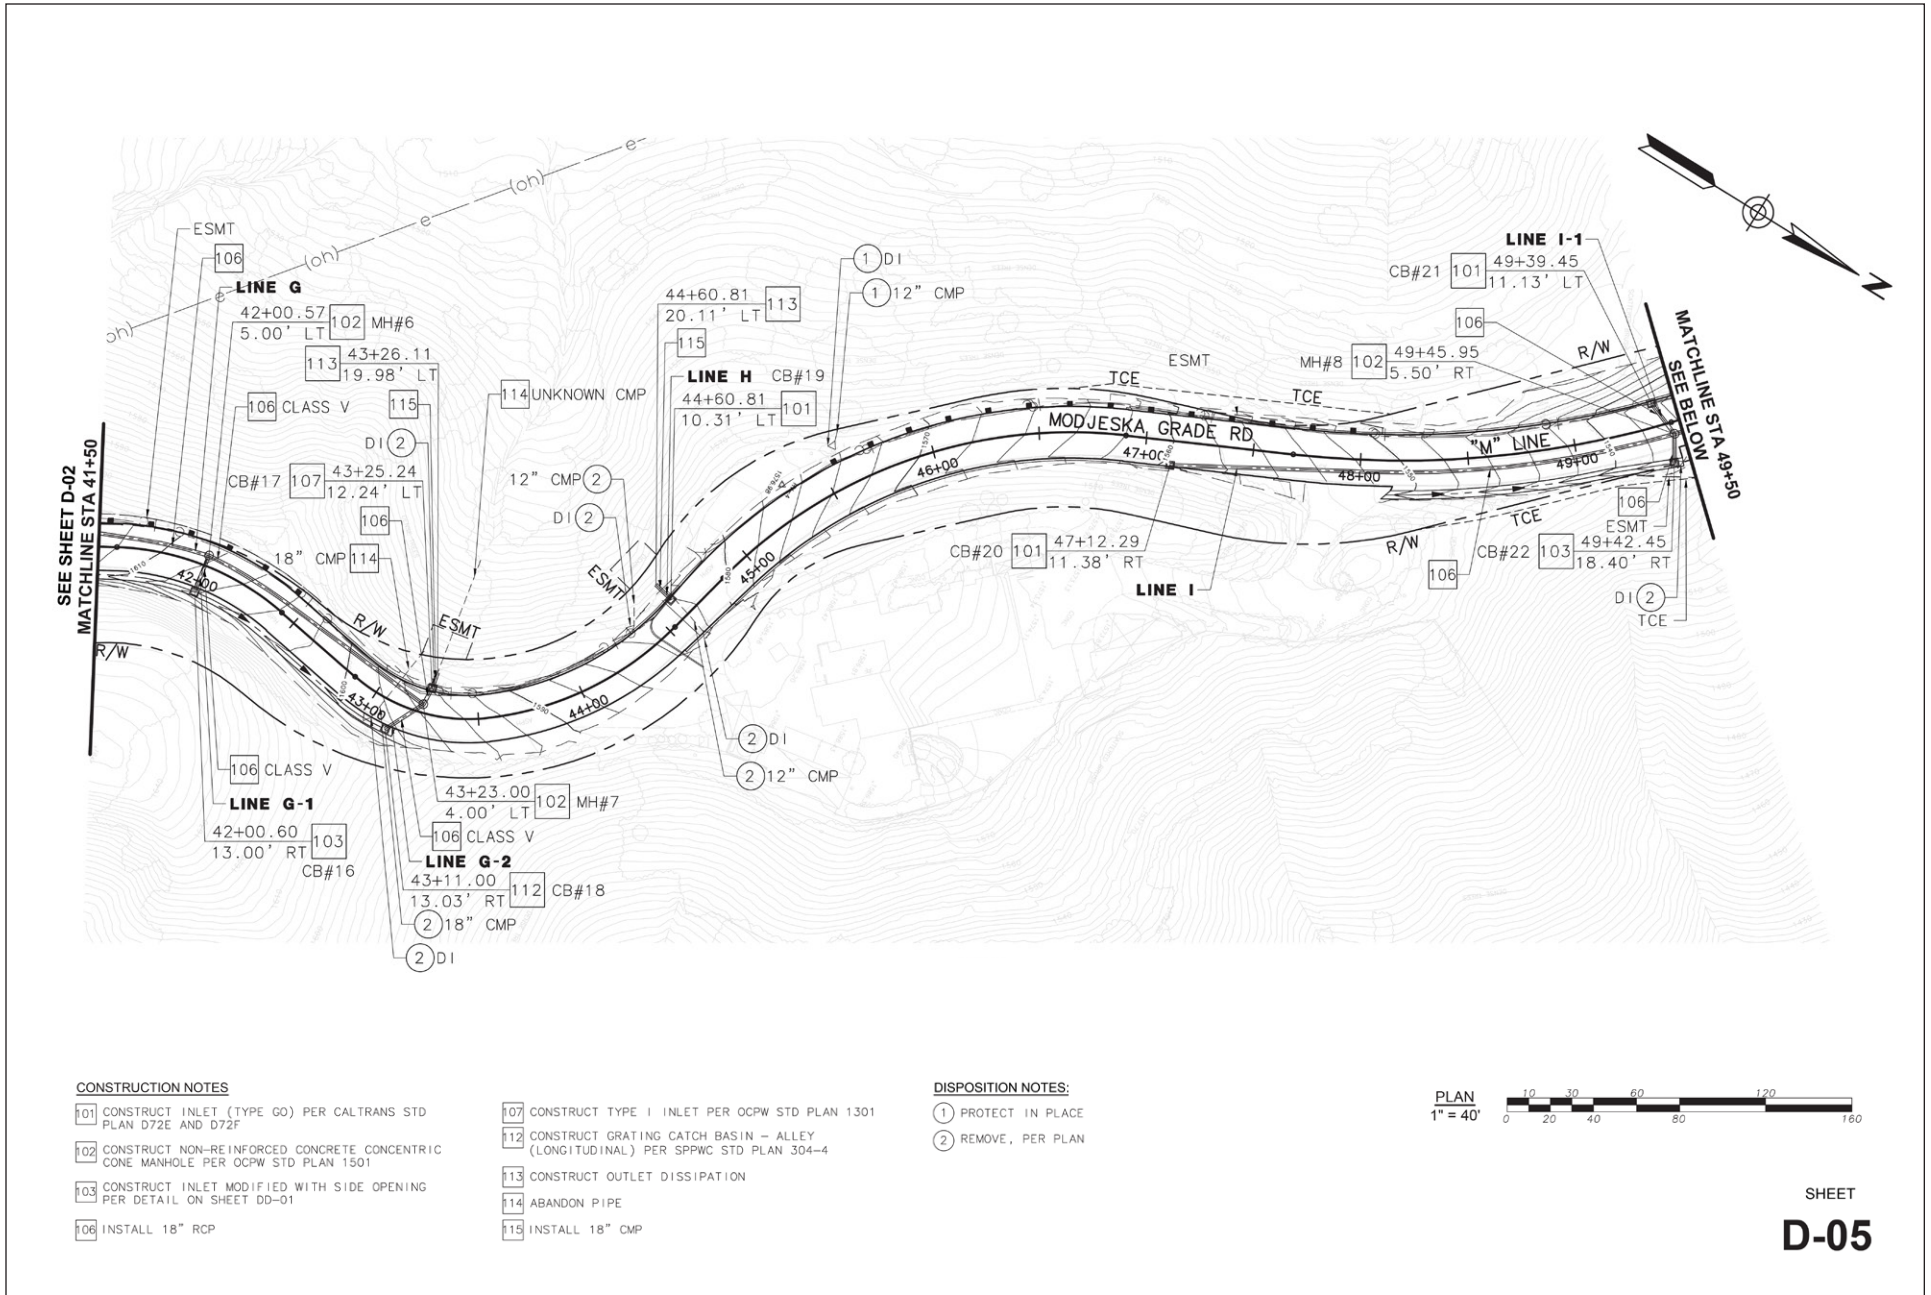 (oh)
e
(oh)
e
oh)
e
ESMT
106
LINE G
42+00.57
5.00' LT
102 MH#6
113
43+26.11
19.98' LT
106 CLASS V
115
DI 2
CB#17 107
43+25.24
12.24' LT
106
18" CMP 114
114 UNKNOWN CMP
44+60.81
20.11' LT
113
115
LINE H CB#19
44+60.81
10.31' LT
101
1 DI
1 12" CMP
12" CMP 2
DI 2
ESMT
ESMT
R/W
R/W
SEE SHEET D-02
MATCHLINE STA 41+50
1610
42+00
1600
43+00
1590
44+00
1580
45+00
1570
46+00
47+00
1560
48+00
1550
49+00
1540
MODJESKA GRADE RD
"M" LINE
TCE
TCE
ESMT
R/W
LINE I-1
CB#21 101
49+39.45
11.13' LT
106
MH#8 102
49+45.95
5.50' RT
MATCHLINE STA 49+50
SEE BELOW
N
CB#20 101
47+12.29
11.38' RT
LINE I
R/W
TCE
106
106
ESMT
CB#22 103
49+42.45
18.40' RT
DI 2
TCE
2 DI
2 12" CMP
106 CLASS V
LINE G-1
42+00.60
13.00' RT
103
CB#16
43+23.00
4.00' LT
102 MH#7
106 CLASS V
LINE G-2
43+11.00
13.03' RT
112 CB#18
2 18" CMP
2 DI
CONSTRUCTION NOTES
101 CONSTRUCT INLET (TYPE GO) PER CALTRANS STD
PLAN D72E AND D72F
102 CONSTRUCT NON-REINFORCED CONCRETE CONCENTRIC
CONE MANHOLE PER OCPW STD PLAN 1501
103 CONSTRUCT INLET MODIFIED WITH SIDE OPENING
PER DETAIL ON SHEET DD-01
106 INSTALL 18" RCP
107 CONSTRUCT TYPE I INLET PER OCPW STD PLAN 1301
112 CONSTRUCT GRATING CATCH BASIN - ALLEY
(LONGITUDINAL) PER SPPWC STD PLAN 304-4
113 CONSTRUCT OUTLET DISSIPATION
114 ABANDON PIPE
115 INSTALL 18" CMP
DISPOSITION NOTES:
1 PROTECT IN PLACE
2 REMOVE, PER PLAN
PLAN
1" = 40'
10 30 60 120
0 20 40 80 160
SHEET
D-05